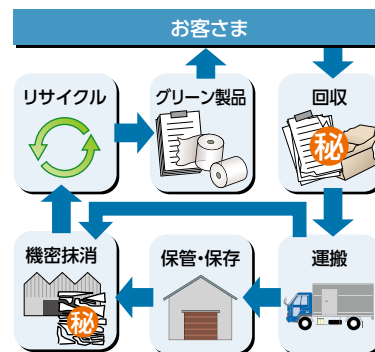 お客さま
リサイクル
グリーン製品
回収
秘
機密抹消
秘
保管・保存
運搬